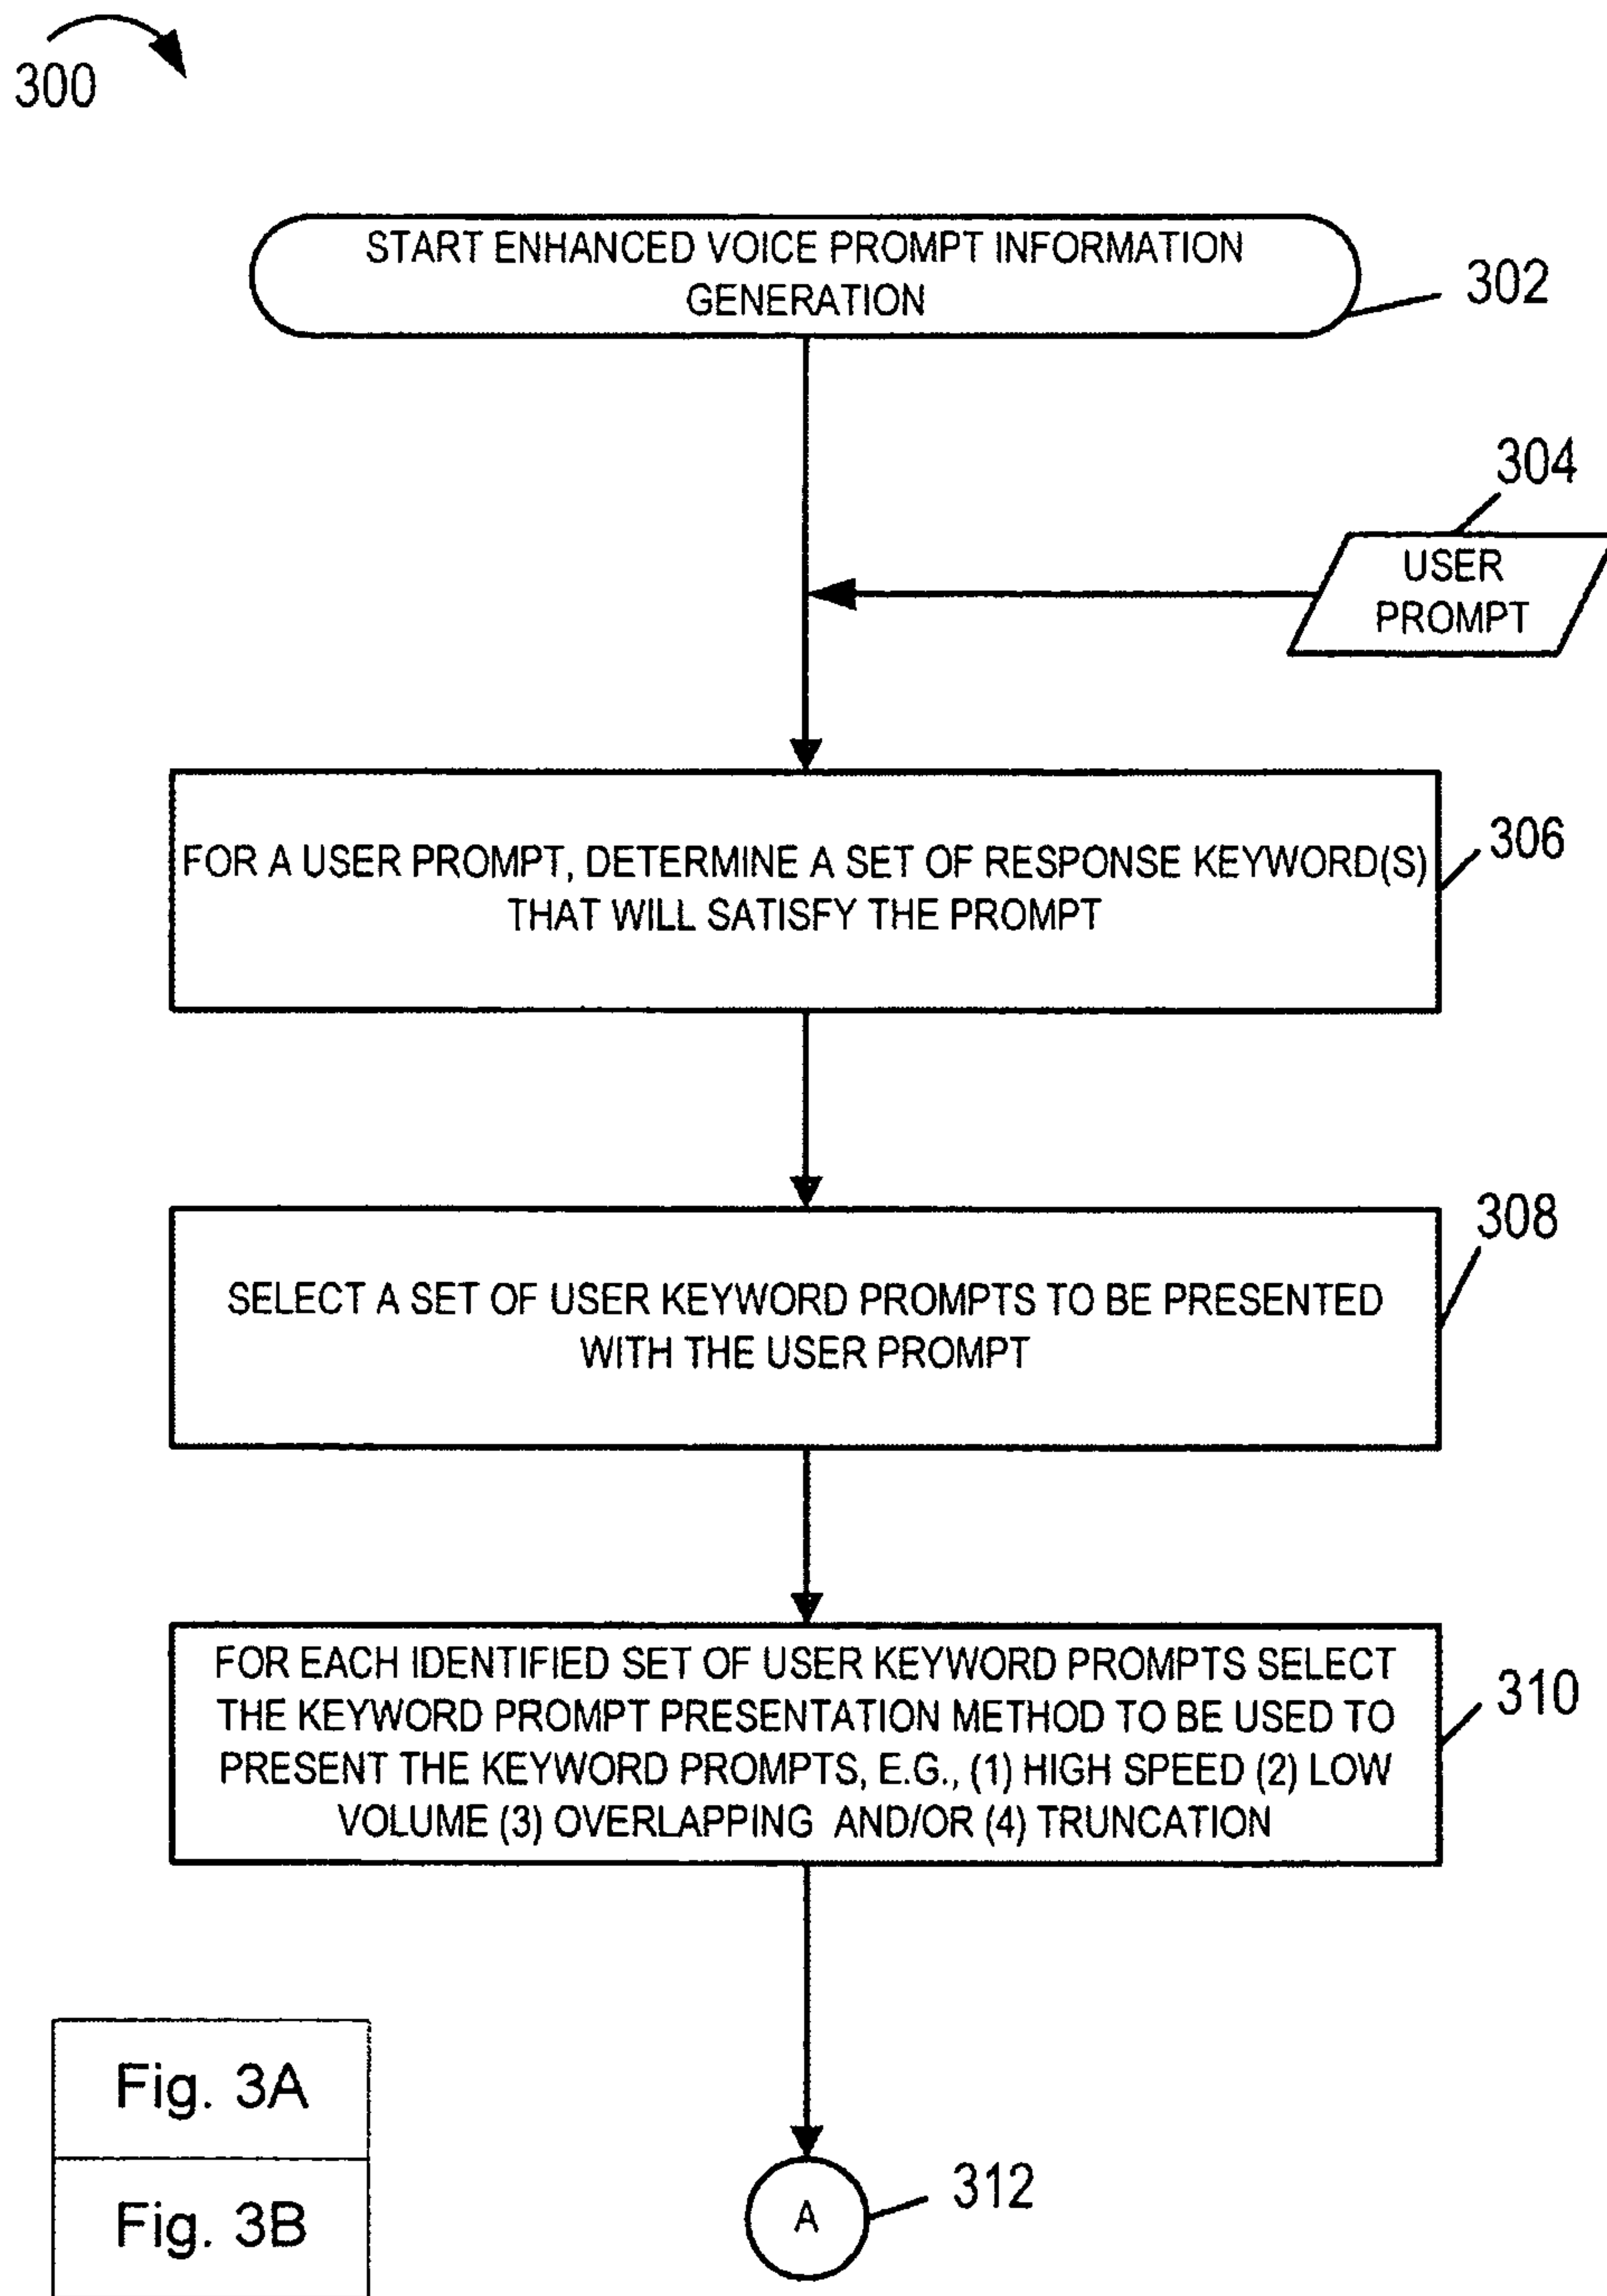 300
START ENHANCED VOICE PROMPT INFORMATION
GENERATION
302
304
USER
PROMPT
FOR A USER PROMPT, DETERMINE A SET OF RESPONSE KEYWORD(S)
THAT WILL SATISFY THE PROMPT
306
308
SELECT A SET OF USER KEYWORD PROMPTS TO BE PRESENTED
WITH THE USER PROMPT
FOR EACH IDENTIFIED SET OF USER KEYWORD PROMPTS SELECT
THE KEYWORD PROMPT PRESENTATION METHOD TO BE USED TO
PRESENT THE KEYWORD PROMPTS, E.G., (1) HIGH SPEED (2) LOW
VOLUME (3) OVERLAPPING AND/OR (4) TRUNCATION
310
Fig. 3A
Fig. 3B
A
312